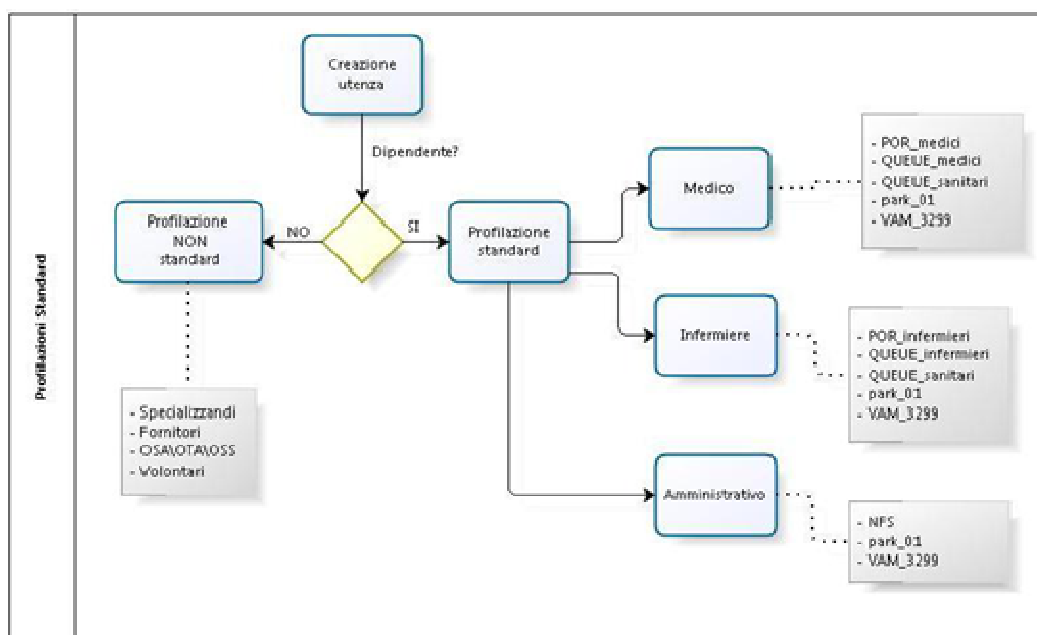 Profilazioni Standard
Creazione
utenza
Dipendente?
NO
SI
Profilazione
NON
standard
Profilazione
standard
Medico
- POR_medici
- QUEUE_medici
- QUEUE_sanitari
- park_01
- VAM_3299
Infermiere
- POR_infermieri
- QUEUE_infermieri
- QUEUE_sanitari
- park_01
- VAM_3299
Amministrativo
- NFS
- park_01
- VAM_3299
- Specializzandi
- Fornitori
- OSA\OTA\OSS
- Volontari